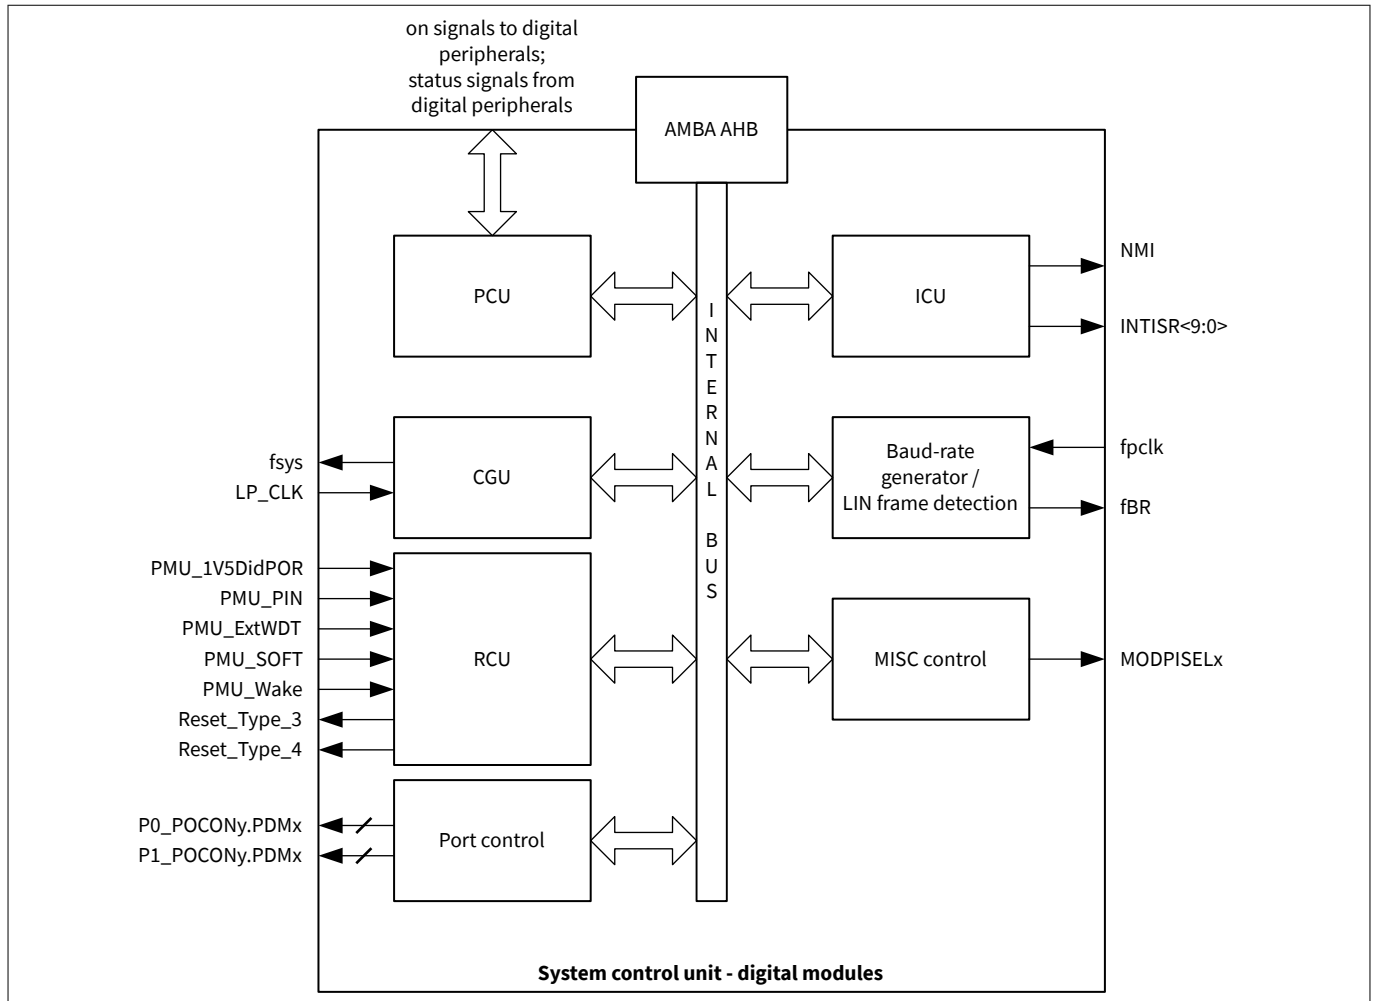 on signals to digital
peripherals;
status signals from
digital peripherals
AMBA AHB
PCU
INTERNAL BUS
ICU
NMI
INTISR<9:0>
fsys
LP_CLK
CGU
Baud-rate
generator /
LIN frame detection
fpclk
fBR
PMU_1V5DidPOR
PMU_PIN
PMU_ExtWDT
PMU_SOFT
PMU_Wake
Reset_Type_3
Reset_Type_4
RCU
MISC control
MODPISELx
P0_POCONy.PDMx
P1_POCONy.PDMx
Port control
System control unit - digital modules